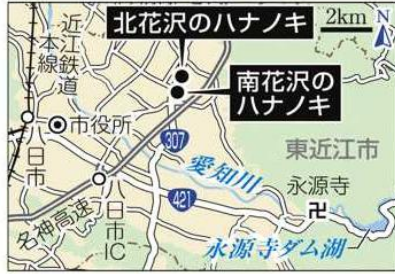 北花沢のハナノキ
2km
N
近江鉄道
本線
南花沢の
ハナノキ
市役所
307
東近江市
八日市
愛知川
永源寺
421
八日市
IC
名神高速
永源寺ダム湖